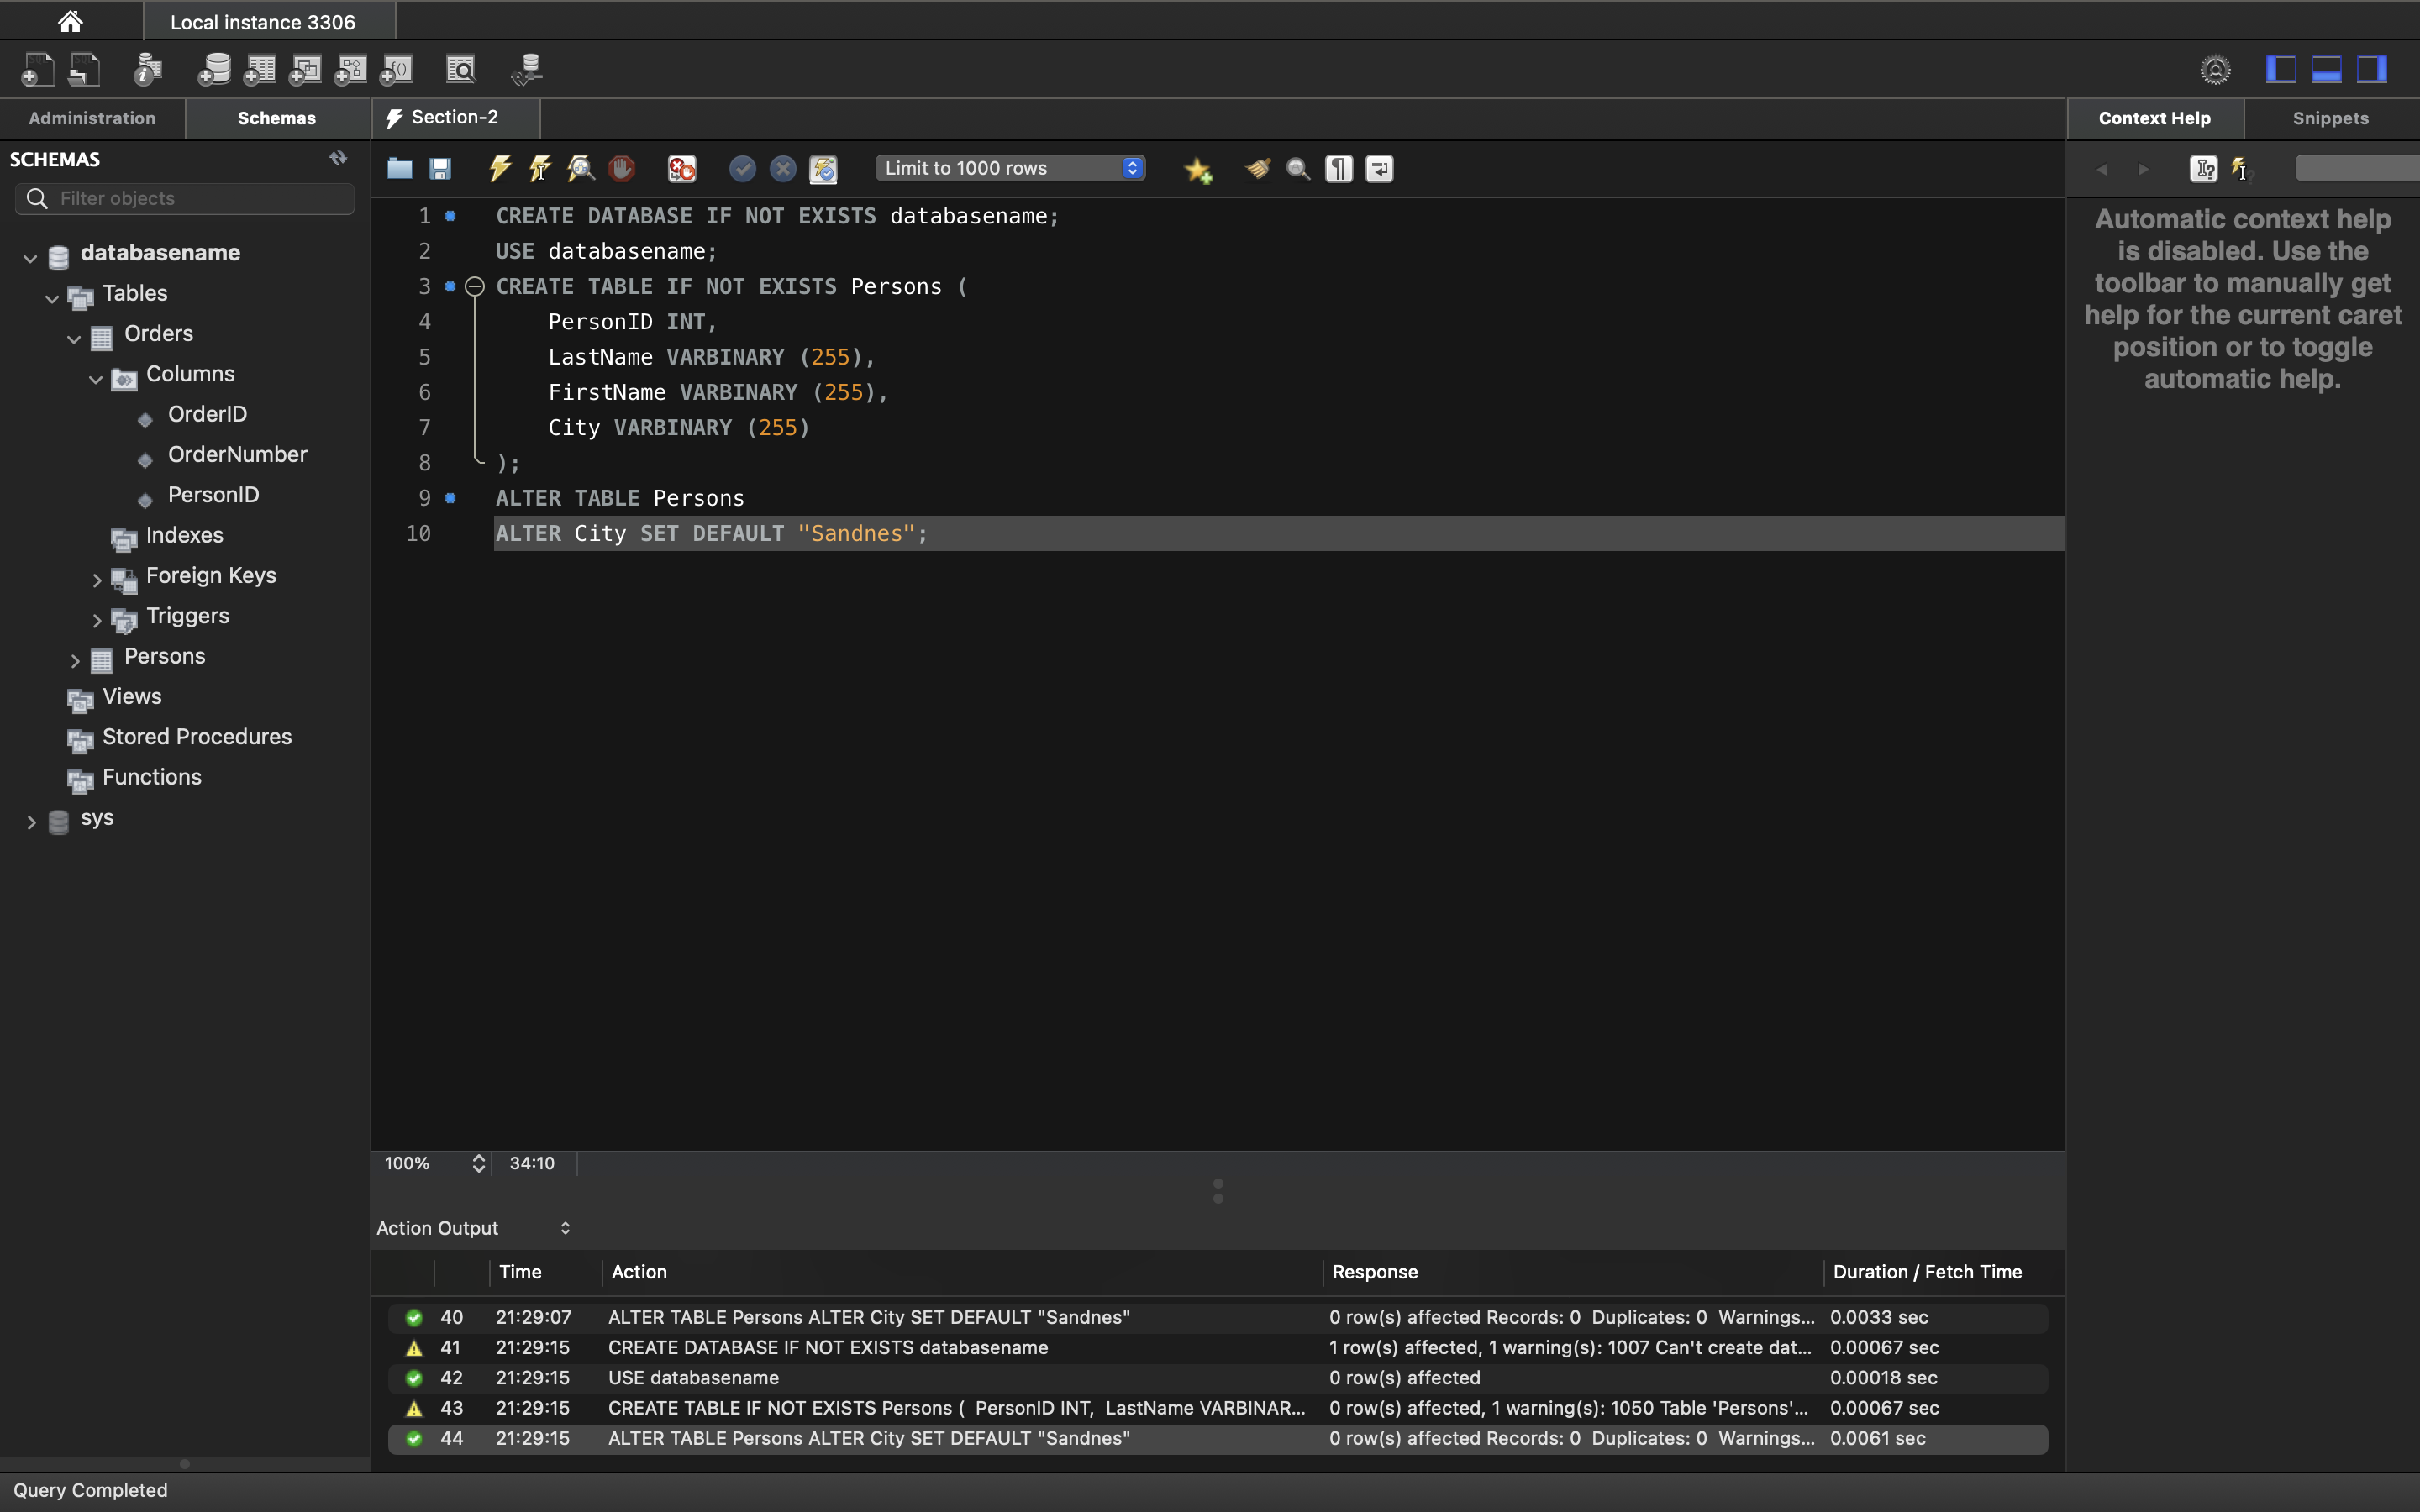 Local instance 3306
Administration
Schemas
Section-2
Context Help
Snippets
SCHEMAS
Filter objects
Limit to 1000 rows
databasename
Tables
Orders
Columns
OrderID
OrderNumber
PersonID
Indexes
Foreign Keys
Triggers
Persons
Views
Stored Procedures
Functions
sys
1 CREATE DATABASE IF NOT EXISTS databasename;
2 USE databasename;
3 CREATE TABLE IF NOT EXISTS Persons (
4 PersonID INT,
5 LastName VARBINARY (255),
6 FirstName VARBINARY (255),
7 City VARBINARY (255)
8 );
9 ALTER TABLE Persons
10 ALTER City SET DEFAULT "Sandnes";
Automatic context help
is disabled. Use the
toolbar to manually get
help for the current caret
position or to toggle
automatic help.
100% 34:10
Action Output
Time Action Response Duration / Fetch Time
40 21:29:07 ALTER TABLE Persons ALTER City SET DEFAULT "Sandnes" 0 row(s) affected Records: 0 Duplicates: 0 Warnings... 0.0033 sec
41 21:29:15 CREATE DATABASE IF NOT EXISTS databasename 1 row(s) affected, 1 warning(s): 1007 Can't create dat... 0.00067 sec
42 21:29:15 USE databasename 0 row(s) affected 0.00018 sec
43 21:29:15 CREATE TABLE IF NOT EXISTS Persons ( PersonID INT, LastName VARBINAR... 0 row(s) affected, 1 warning(s): 1050 Table 'Persons'... 0.00067 sec
44 21:29:15 ALTER TABLE Persons ALTER City SET DEFAULT "Sandnes" 0 row(s) affected Records: 0 Duplicates: 0 Warnings... 0.0061 sec
Query Completed